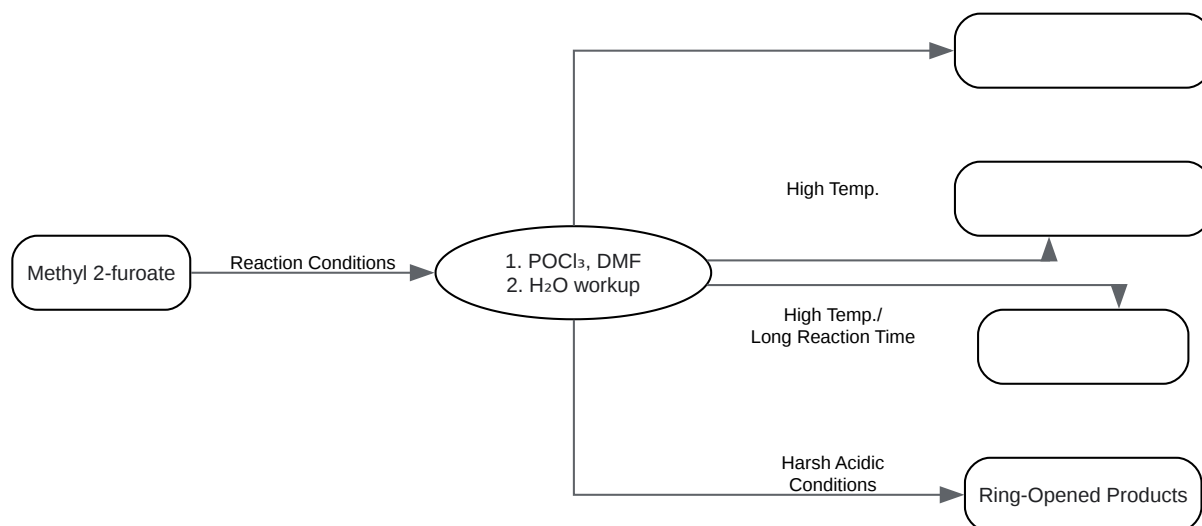 High Temp.
Methyl 2-furoate
Reaction Conditions
1. POCl₃, DMF
2. H₂O workup
High Temp./
Long Reaction Time
Harsh Acidic
Conditions
Ring-Opened Products